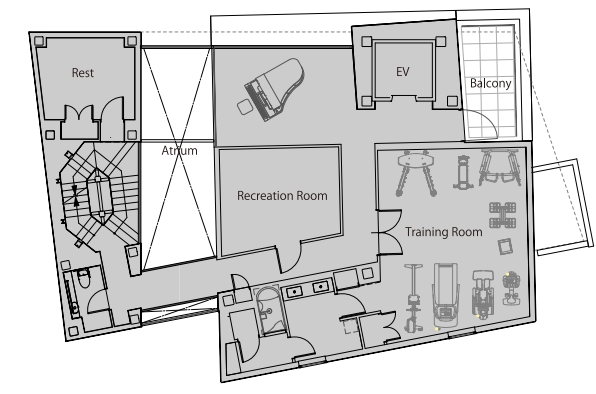 Rest
EV
Balcony
Atrium
Recreation Room
Training Room